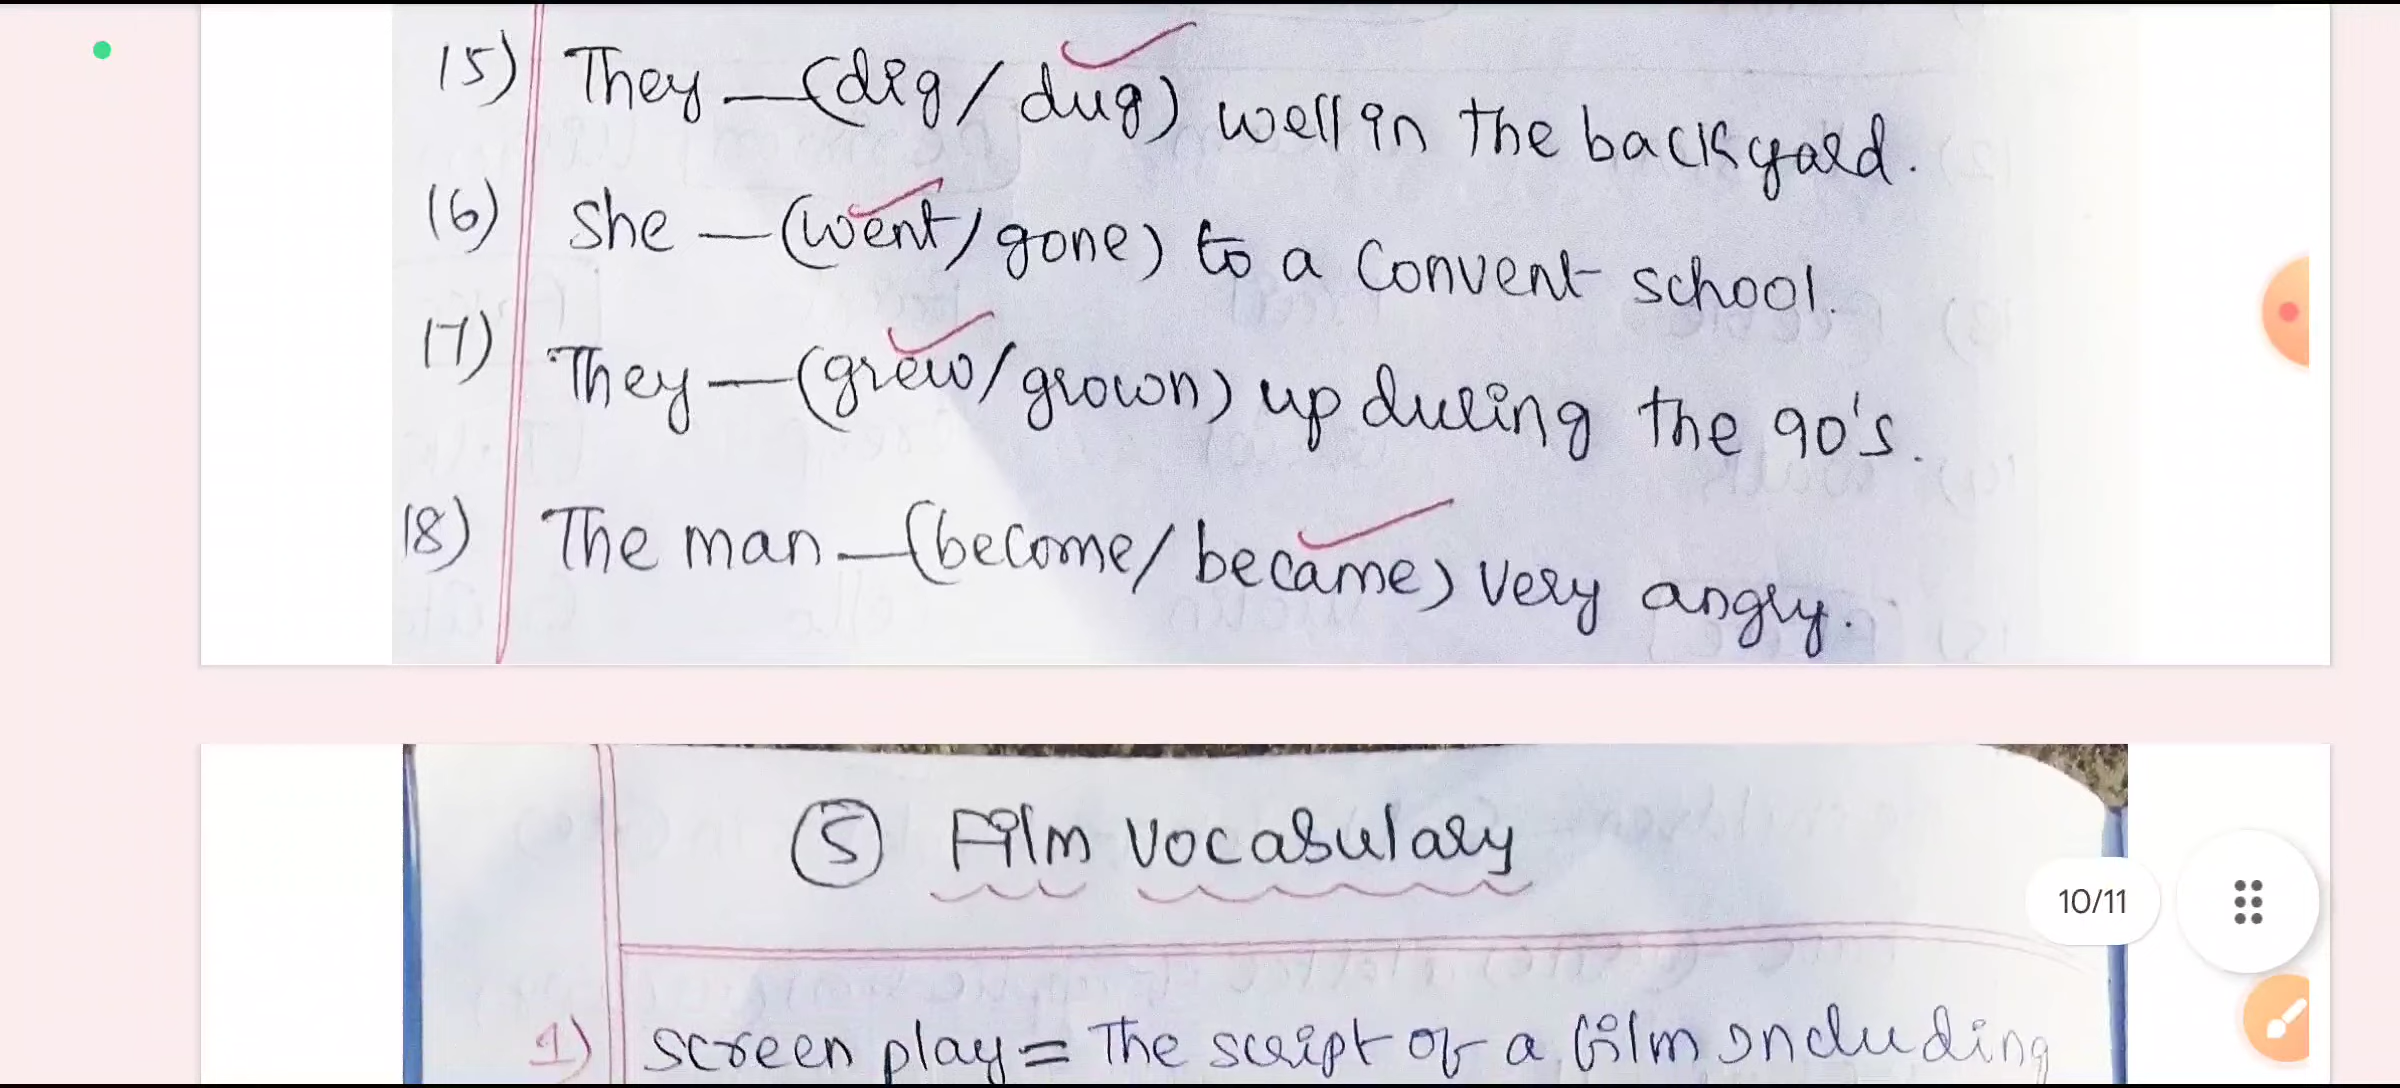 15) They — (dig / dug) well in the backyard.
16) she — (went / gone) to a convent school.
17) They — (grew / grown) up during the 90's.
18) The man — (become / became) very angry.
10/11
⑤ Film vocabulary
1) screen play = The script of a film including